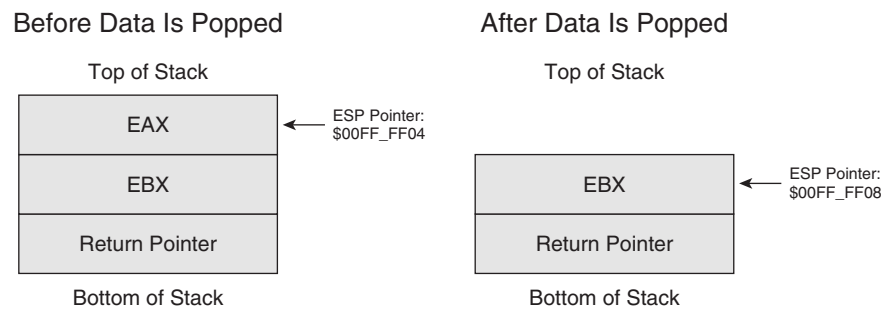 Before Data Is Popped
Top of Stack
EAX
ESP Pointer:
$00FF_FF04
EBX
Return Pointer
Bottom of Stack
After Data Is Popped
Top of Stack
EBX
ESP Pointer:
$00FF_FF08
Return Pointer
Bottom of Stack